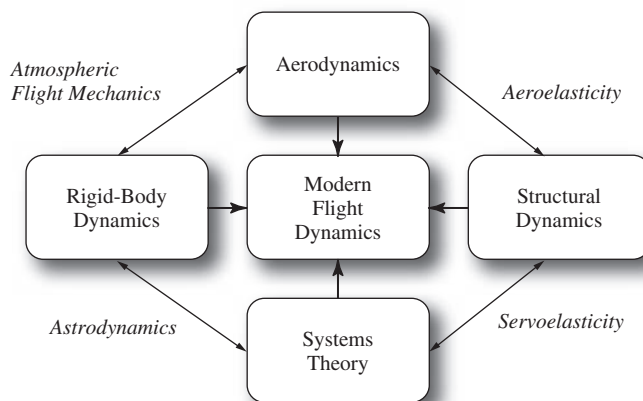 Aerodynamics
Atmospheric
Flight Mechanics
Aeroelasticity
Rigid-Body
Dynamics
Modern
Flight
Dynamics
Structural
Dynamics
Astrodynamics
Servoelasticity
Systems
Theory